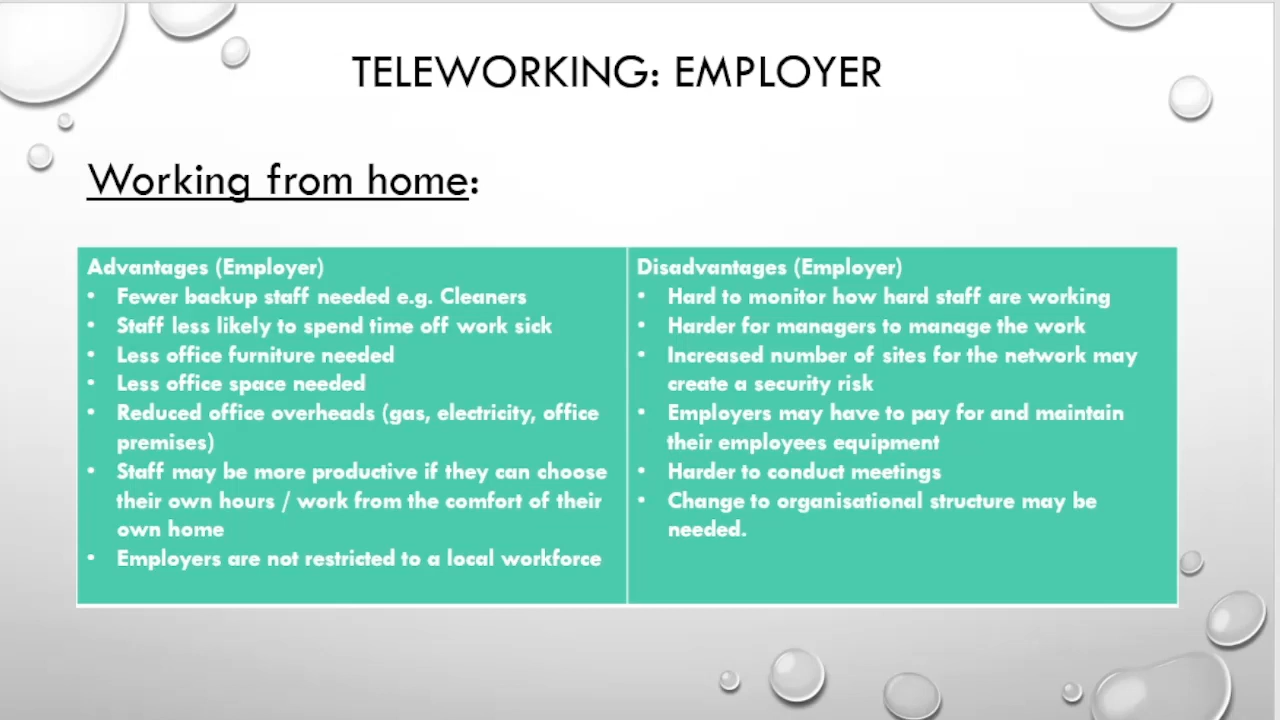 TELEWORKING: EMPLOYER
Working from home:
Advantages (Employer)
• Fewer backup staff needed e.g. Cleaners
• Staff less likely to spend time off work sick
• Less office furniture needed
• Less office space needed
• Reduced office overheads (gas, electricity, office
premises)
• Staff may be more productive if they can choose
their own hours / work from the comfort of their
own home
• Employers are not restricted to a local workforce
Disadvantages (Employer)
• Hard to monitor how hard staff are working
• Harder for managers to manage the work
• Increased number of sites for the network may
create a security risk
• Employers may have to pay for and maintain
their employees equipment
• Harder to conduct meetings
• Change to organisational structure may be
needed.